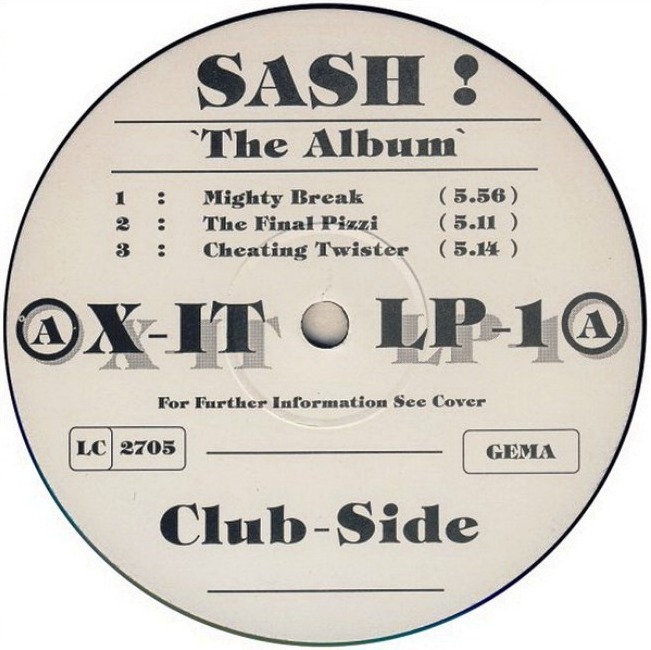 SASH !
`The Album`
1 : Mighty Break ( 5.56 )
2 : The Final Pizzi ( 5.11 )
3 : Cheating Twister ( 5.14 )
A X-IT LP-1 A
For Further Information See Cover
LC 2705 GEMA
Club-Side